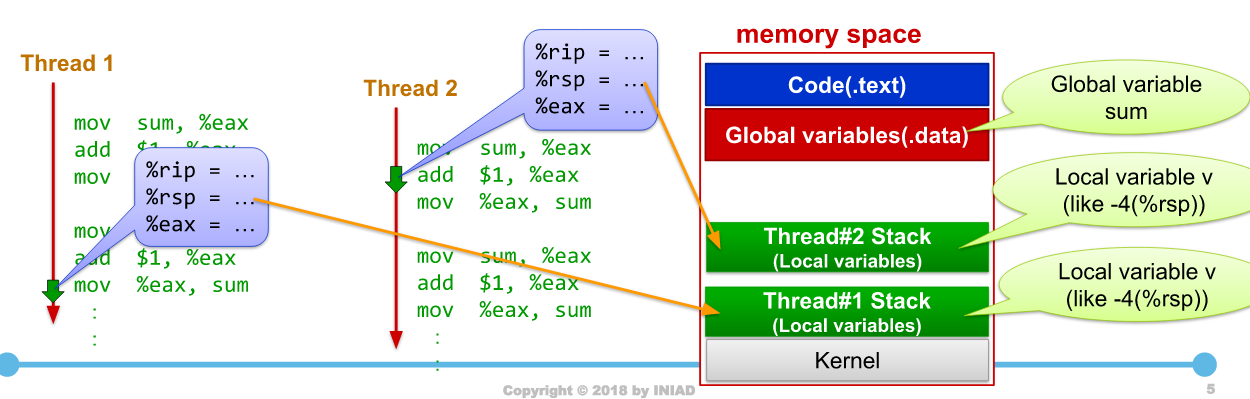 memory space
Thread 1
mov sum, %eax
add $1, %eax
mov
mov
add $1, %eax
mov %eax, sum
:
:
%rip = …
%rsp = …
%eax = …
Thread 2
mov sum, %eax
add $1, %eax
mov %eax, sum
mov sum, %eax
add $1, %eax
mov %eax, sum
:
:
%rip = …
%rsp = …
%eax = …
Code(.text)
Global variables(.data)
Thread#2 Stack
(Local variables)
Thread#1 Stack
(Local variables)
Kernel
Global variable
sum
Local variable v
(like -4(%rsp))
Local variable v
(like -4(%rsp))
Copyright © 2018 by INIAD
5